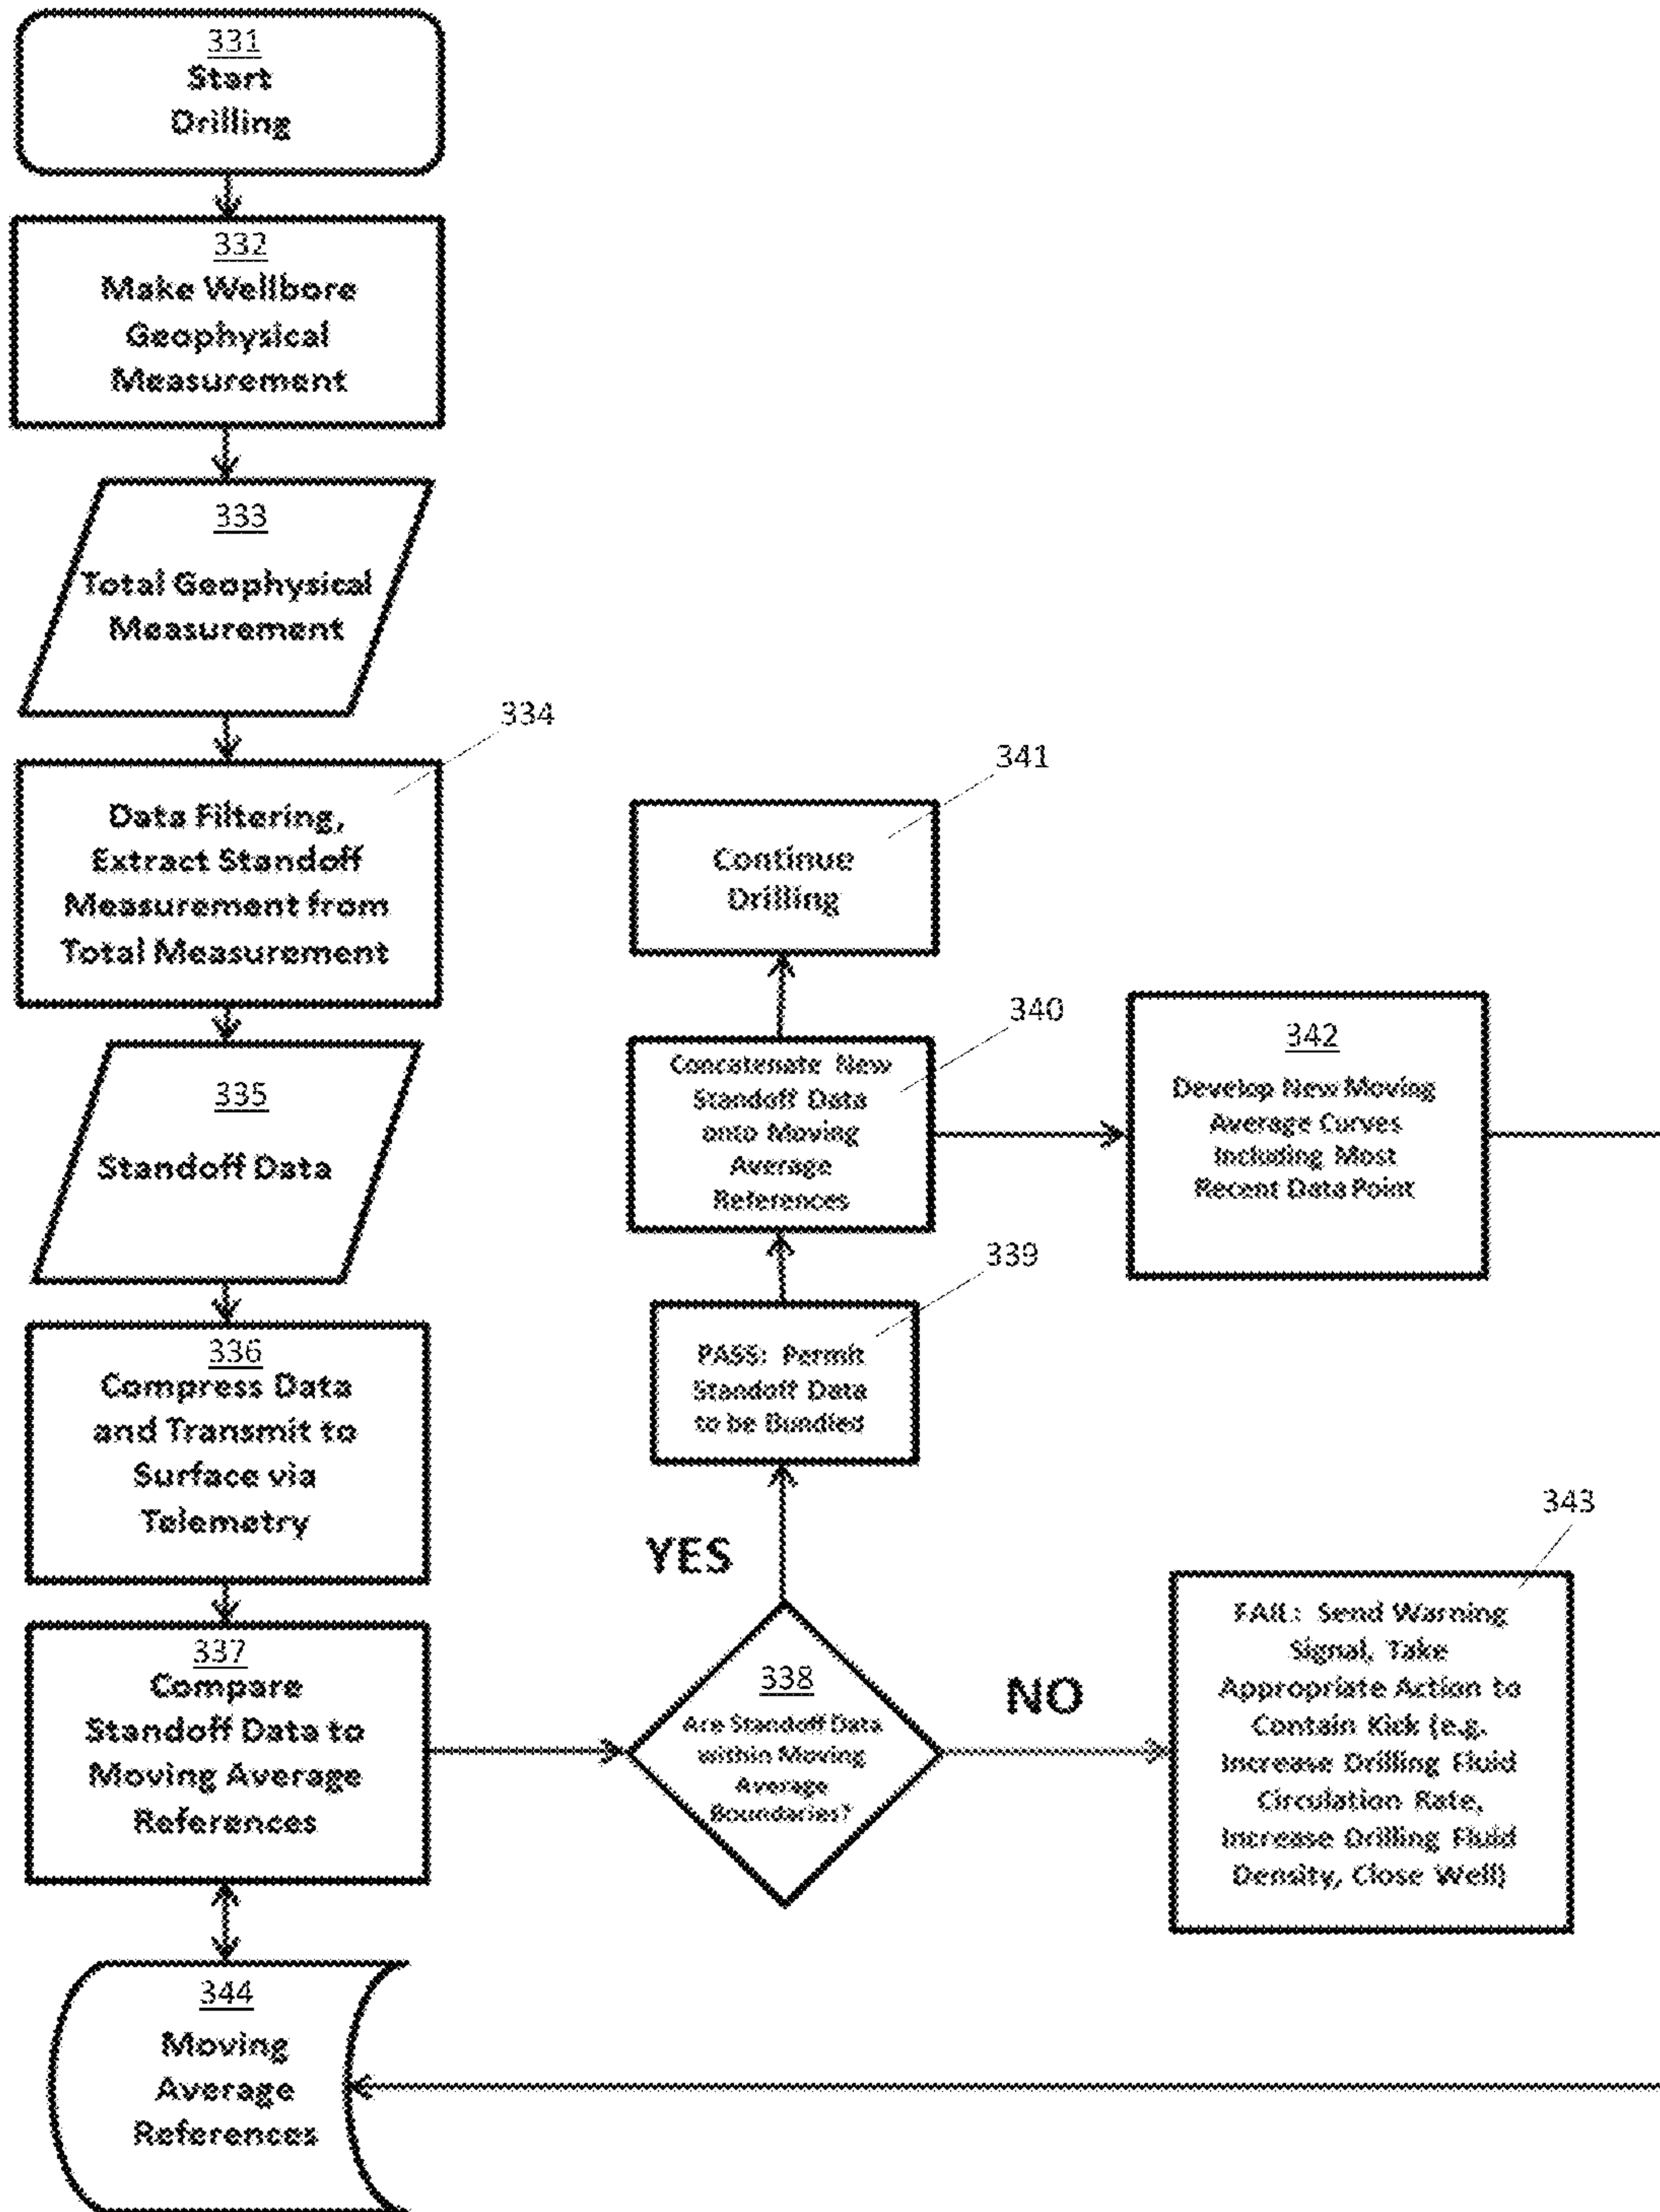 331
Start
Drilling
332
Make Wellbore
Geophysical
Measurement
333
Total Geophysical
Measurement
334
Data Filtering,
Extract Standoff
Measurement from
Total Measurement
335
Standoff Data
336
Compress Data
and Transmit to
Surface via
Telemetry
337
Compare
Standoff Data to
Moving Average
References
344
Moving
Average
References
341
Continue
Drilling
340
Concatenate New
Standoff Data
onto Moving
Average
References
339
PASS: Permit
Standoff Data
to be Bundled
YES
338
Are Standoff Data
within Moving
Average
Boundaries?
NO
342
Develop New Moving
Average Curves
Including Most
Recent Data Point
343
FAIL: Send Warning
Signal, Take
Appropriate Action to
Contain Kick (e.g.
Increase Drilling Fluid
Circulation Rate,
Increase Drilling Fluid
Density, Close Well)